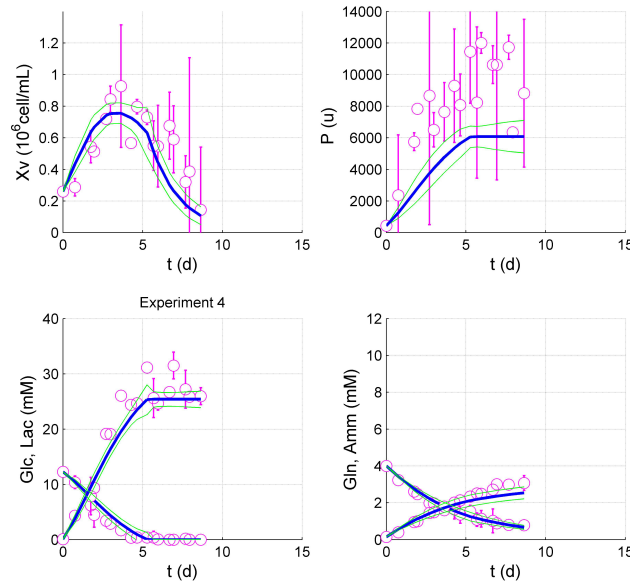 1.4
1.2
1
0.8
0.6
0.4
0.2
0
0 5 10 15
Xv (10⁶cell/mL)
t (d)
14000
12000
10000
8000
6000
4000
2000
0
0 5 10 15
P (u)
t (d)
Experiment 4
40
30
20
10
0
0 5 10 15
Glc, Lac (mM)
t (d)
12
10
8
6
4
2
0
0 5 10 15
Gln, Amm (mM)
t (d)